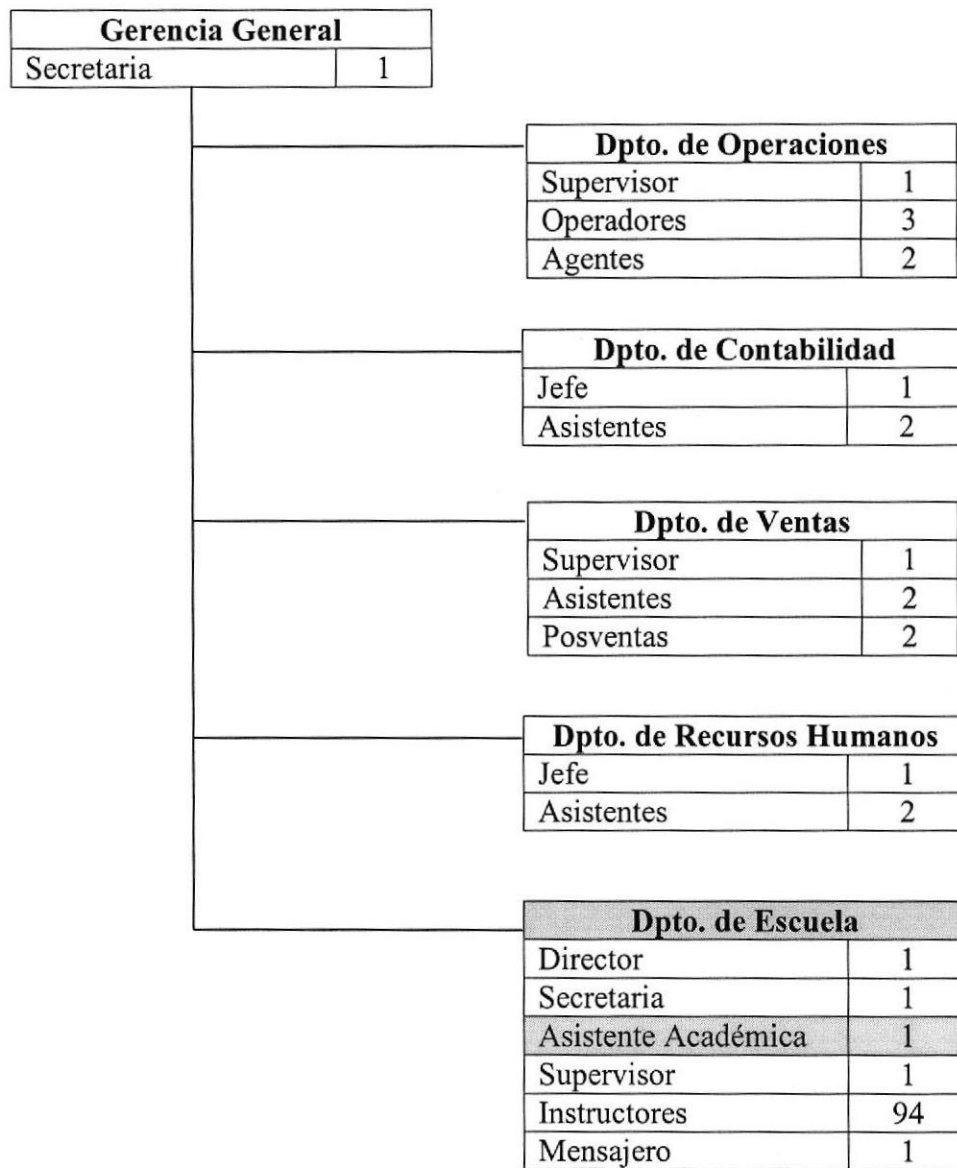 Gerencia General
Secretaria 1
Dpto. de Operaciones
Supervisor 1
Operadores 3
Agentes 2
Dpto. de Contabilidad
Jefe 1
Asistentes 2
Dpto. de Ventas
Supervisor 1
Asistentes 2
Posventas 2
Dpto. de Recursos Humanos
Jefe 1
Asistentes 2
Dpto. de Escuela
Director 1
Secretaria 1
Asistente Académica 1
Supervisor 1
Instructores 94
Mensajero 1